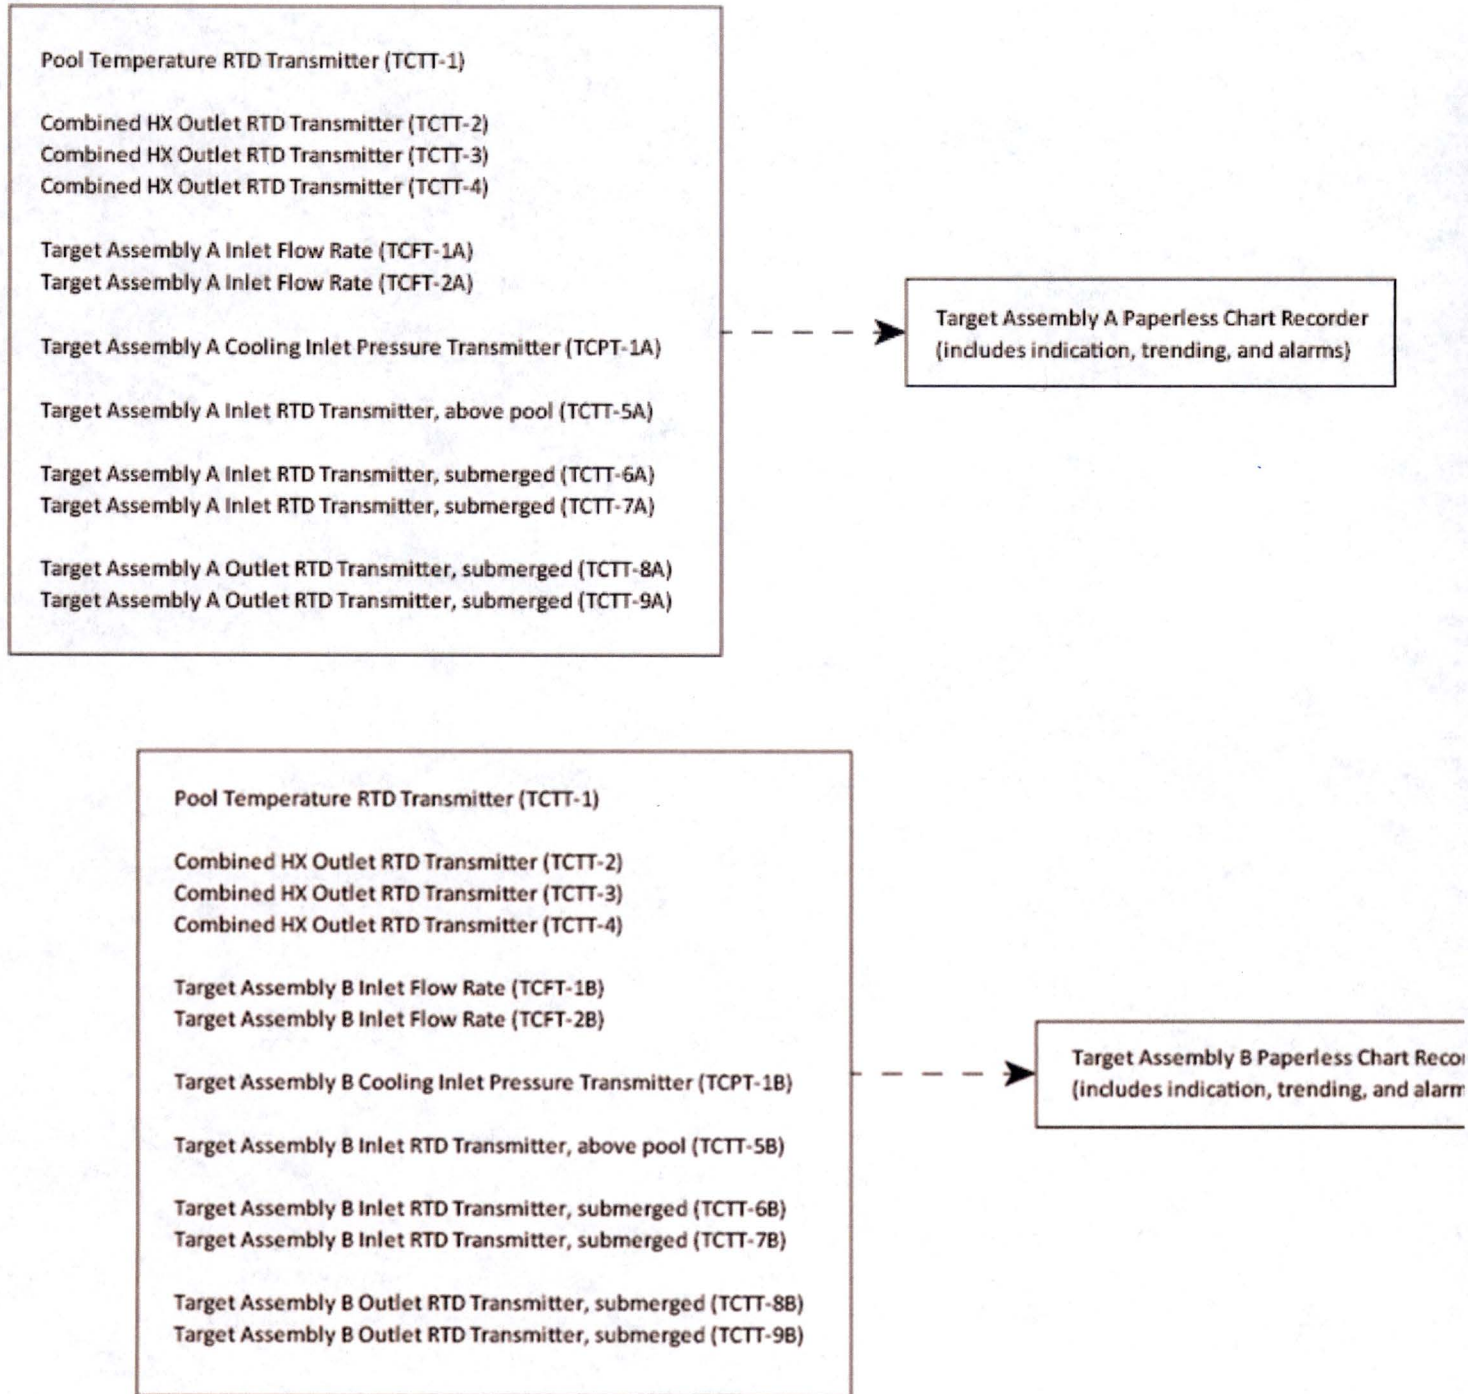 Pool Temperature RTD Transmitter (TCTT-1)
Combined HX Outlet RTD Transmitter (TCTT-2)
Combined HX Outlet RTD Transmitter (TCTT-3)
Combined HX Outlet RTD Transmitter (TCTT-4)
Target Assembly A Inlet Flow Rate (TCFT-1A)
Target Assembly A Inlet Flow Rate (TCFT-2A)
Target Assembly A Cooling Inlet Pressure Transmitter (TCPT-1A)
Target Assembly A Inlet RTD Transmitter, above pool (TCTT-5A)
Target Assembly A Inlet RTD Transmitter, submerged (TCTT-6A)
Target Assembly A Inlet RTD Transmitter, submerged (TCTT-7A)
Target Assembly A Outlet RTD Transmitter, submerged (TCTT-8A)
Target Assembly A Outlet RTD Transmitter, submerged (TCTT-9A)
Target Assembly A Paperless Chart Recorder
(includes indication, trending, and alarms)
Pool Temperature RTD Transmitter (TCTT-1)
Combined HX Outlet RTD Transmitter (TCTT-2)
Combined HX Outlet RTD Transmitter (TCTT-3)
Combined HX Outlet RTD Transmitter (TCTT-4)
Target Assembly B Inlet Flow Rate (TCFT-1B)
Target Assembly B Inlet Flow Rate (TCFT-2B)
Target Assembly B Cooling Inlet Pressure Transmitter (TCPT-1B)
Target Assembly B Inlet RTD Transmitter, above pool (TCTT-5B)
Target Assembly B Inlet RTD Transmitter, submerged (TCTT-6B)
Target Assembly B Inlet RTD Transmitter, submerged (TCTT-7B)
Target Assembly B Outlet RTD Transmitter, submerged (TCTT-8B)
Target Assembly B Outlet RTD Transmitter, submerged (TCTT-9B)
Target Assembly B Paperless Chart
(includes indication, trending, and